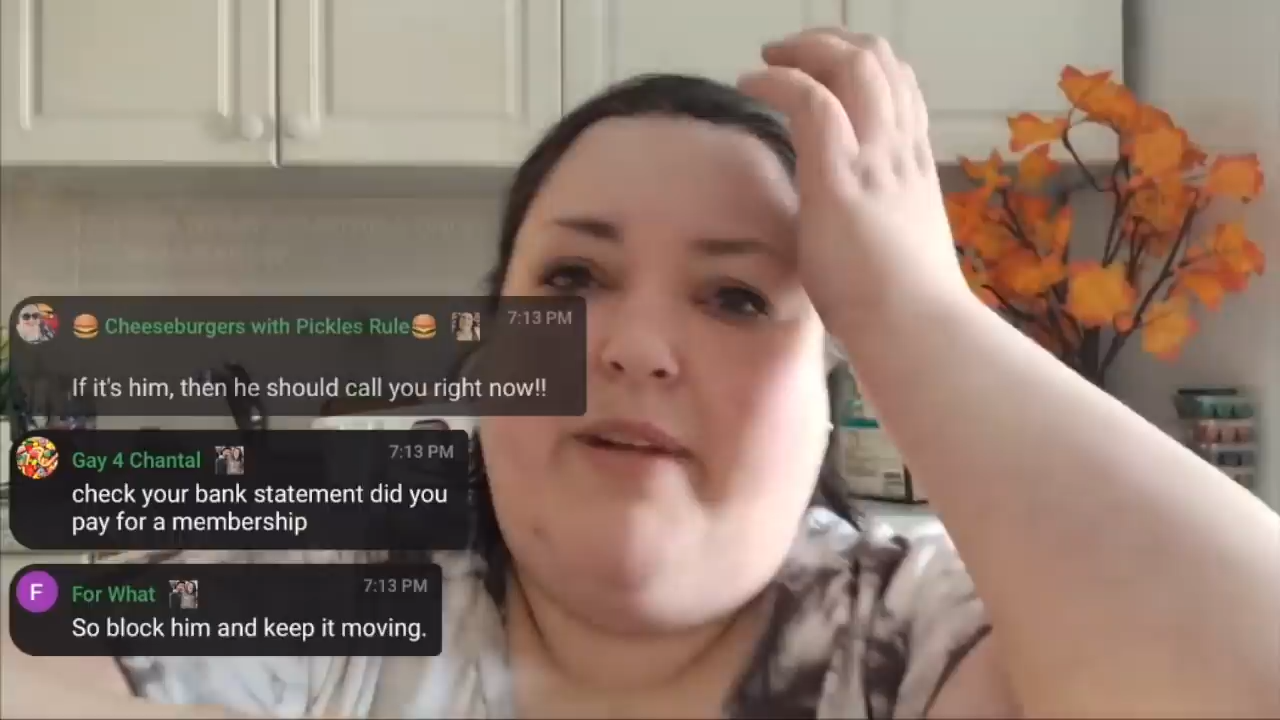 🍔 Cheeseburgers with Pickles Rule🍔 7:13 PM
If it's him, then he should call you right now!!
Gay 4 Chantal 7:13 PM
check your bank statement did you
pay for a membership
F For What 7:13 PM
So block him and keep it moving.